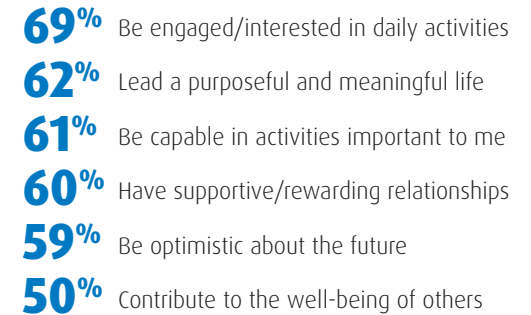 69% Be engaged/interested in daily activities
62% Lead a purposeful and meaningful life
61% Be capable in activities important to me
60% Have supportive/rewarding relationships
59% Be optimistic about the future
50% Contribute to the well-being of others